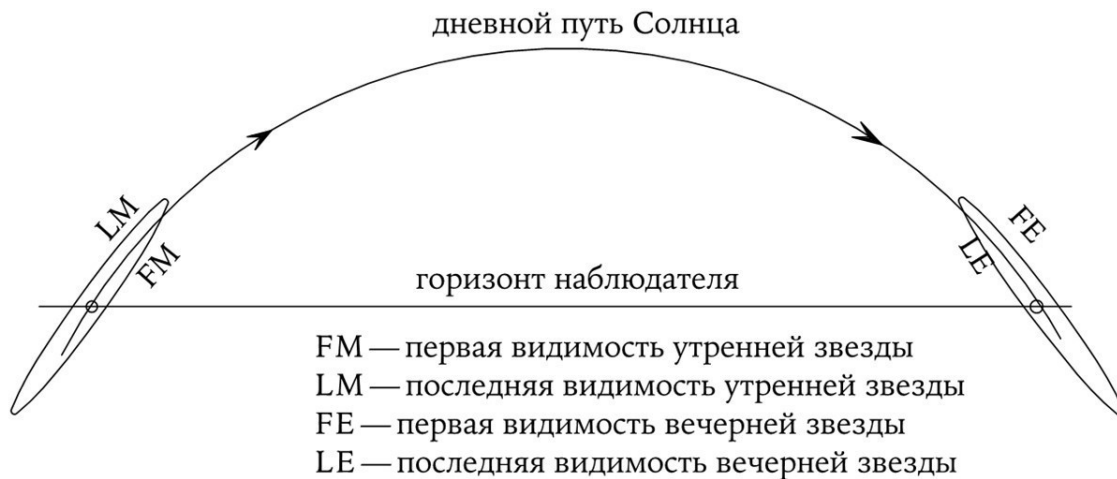 дневной путь Солнца
LM
FM
FE
LE
горизонт наблюдателя
FM — первая видимость утренней звезды
LM — последняя видимость утренней звезды
FE — первая видимость вечерней звезды
LE — последняя видимость вечерней звезды